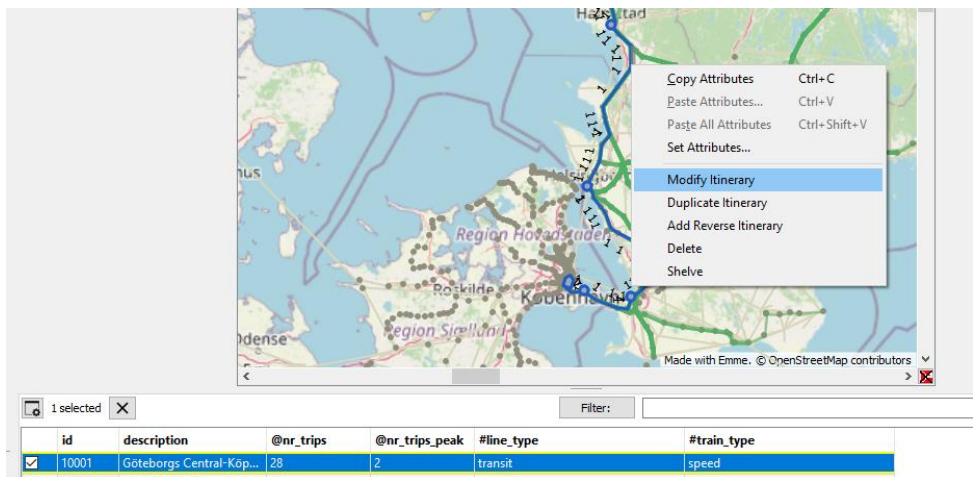 Copy Attributes Ctrl+C
Paste Attributes... Ctrl+V
Paste All Attributes Ctrl+Shift+V
Set Attributes...
Modify Itinerary
Duplicate Itinerary
Add Reverse Itinerary
Delete
Shelve
Region Hovedstaden
Roskilde
København
Region Sjælland
Made with Emme. © OpenStreetMap contributors
1 selected
Filter:
id description @nr_trips @nr_trips_peak #line_type #train_type
10001 Göteborgs Central-Köp... 28 2 transit speed